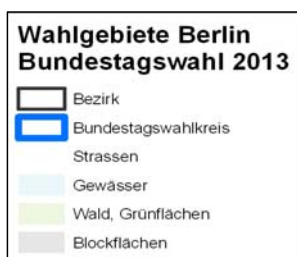 Wahlgebiete Berlin
Bundestagswahl 2013
Bezirk
Bundestagswahlkreis
Strassen
Gewässer
Wald, Grünflächen
Blockflächen